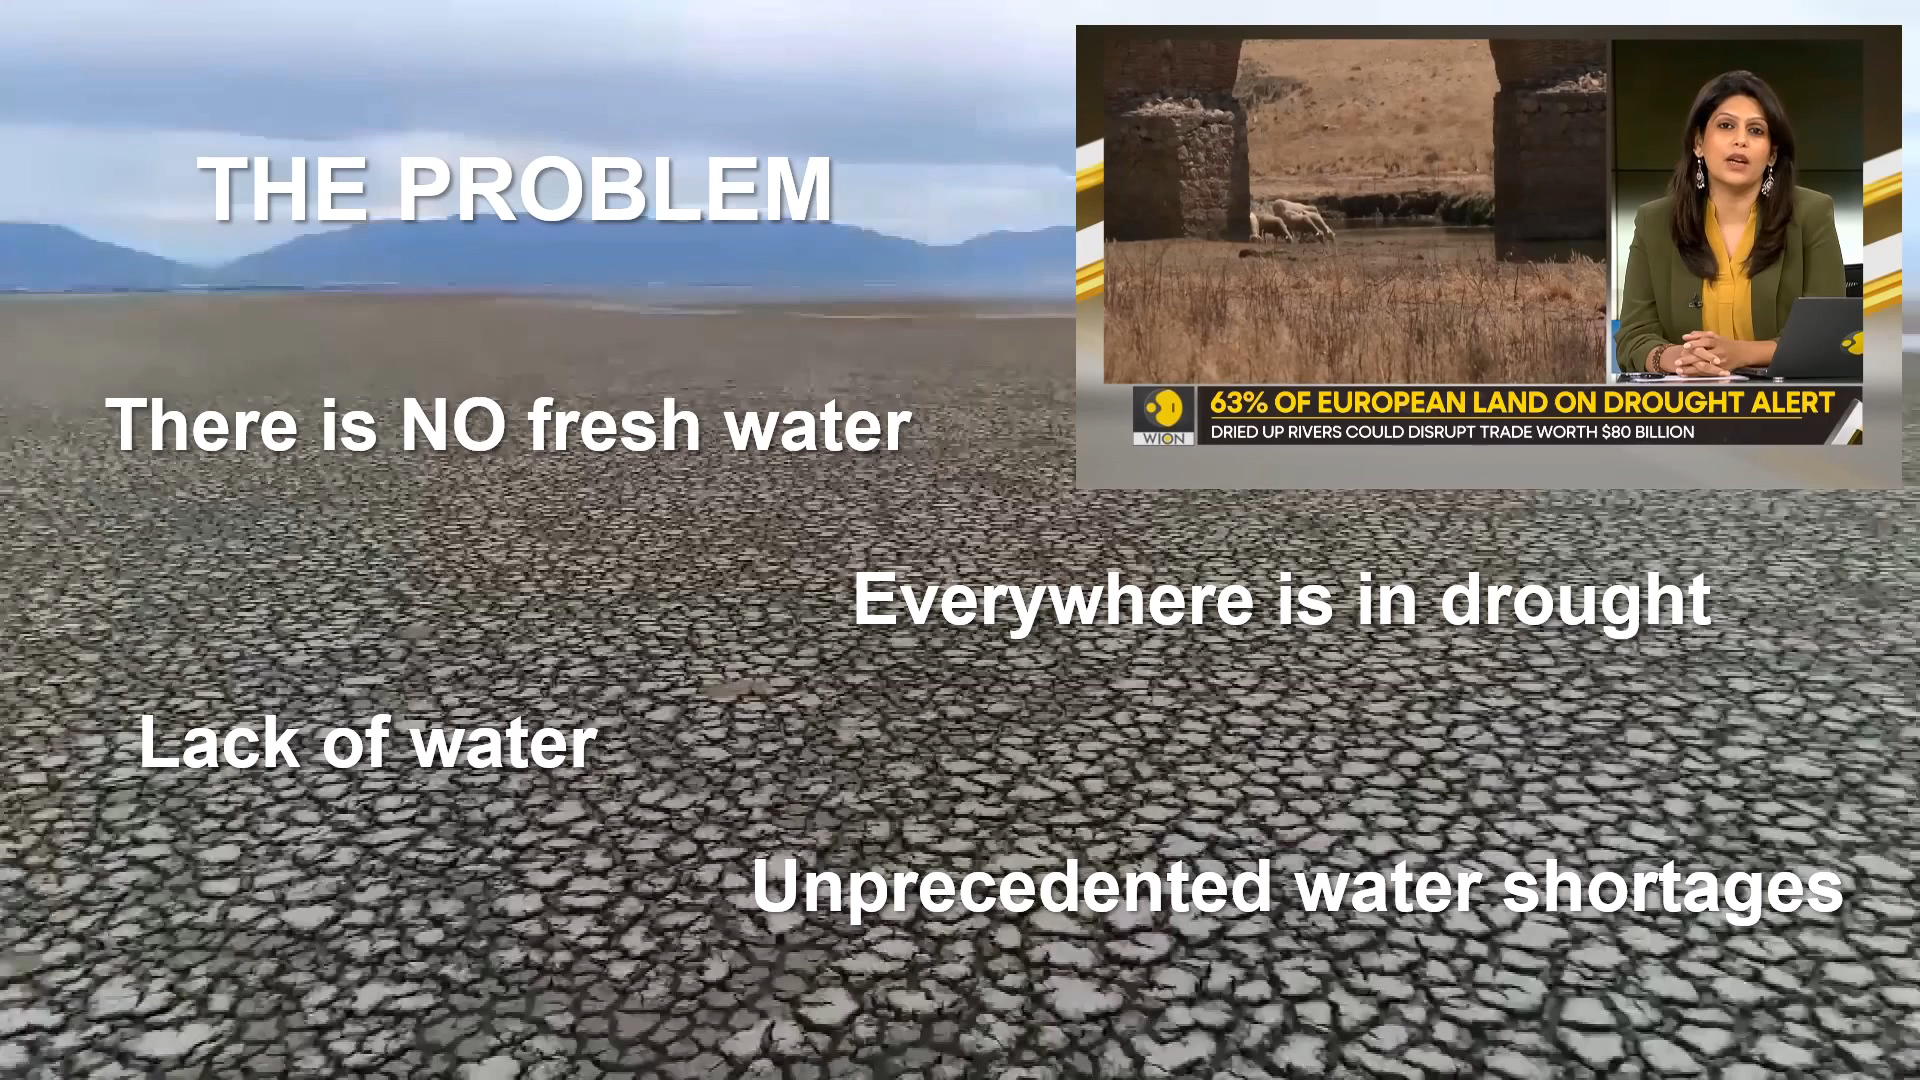 THE PROBLEM
There is NO fresh water
63% OF EUROPEAN LAND ON DROUGHT ALERT
DRIED UP RIVERS COULD DISRUPT TRADE WORTH $80 BILLION
WION
Everywhere is in drought
Lack of water
Unprecedented water shortages